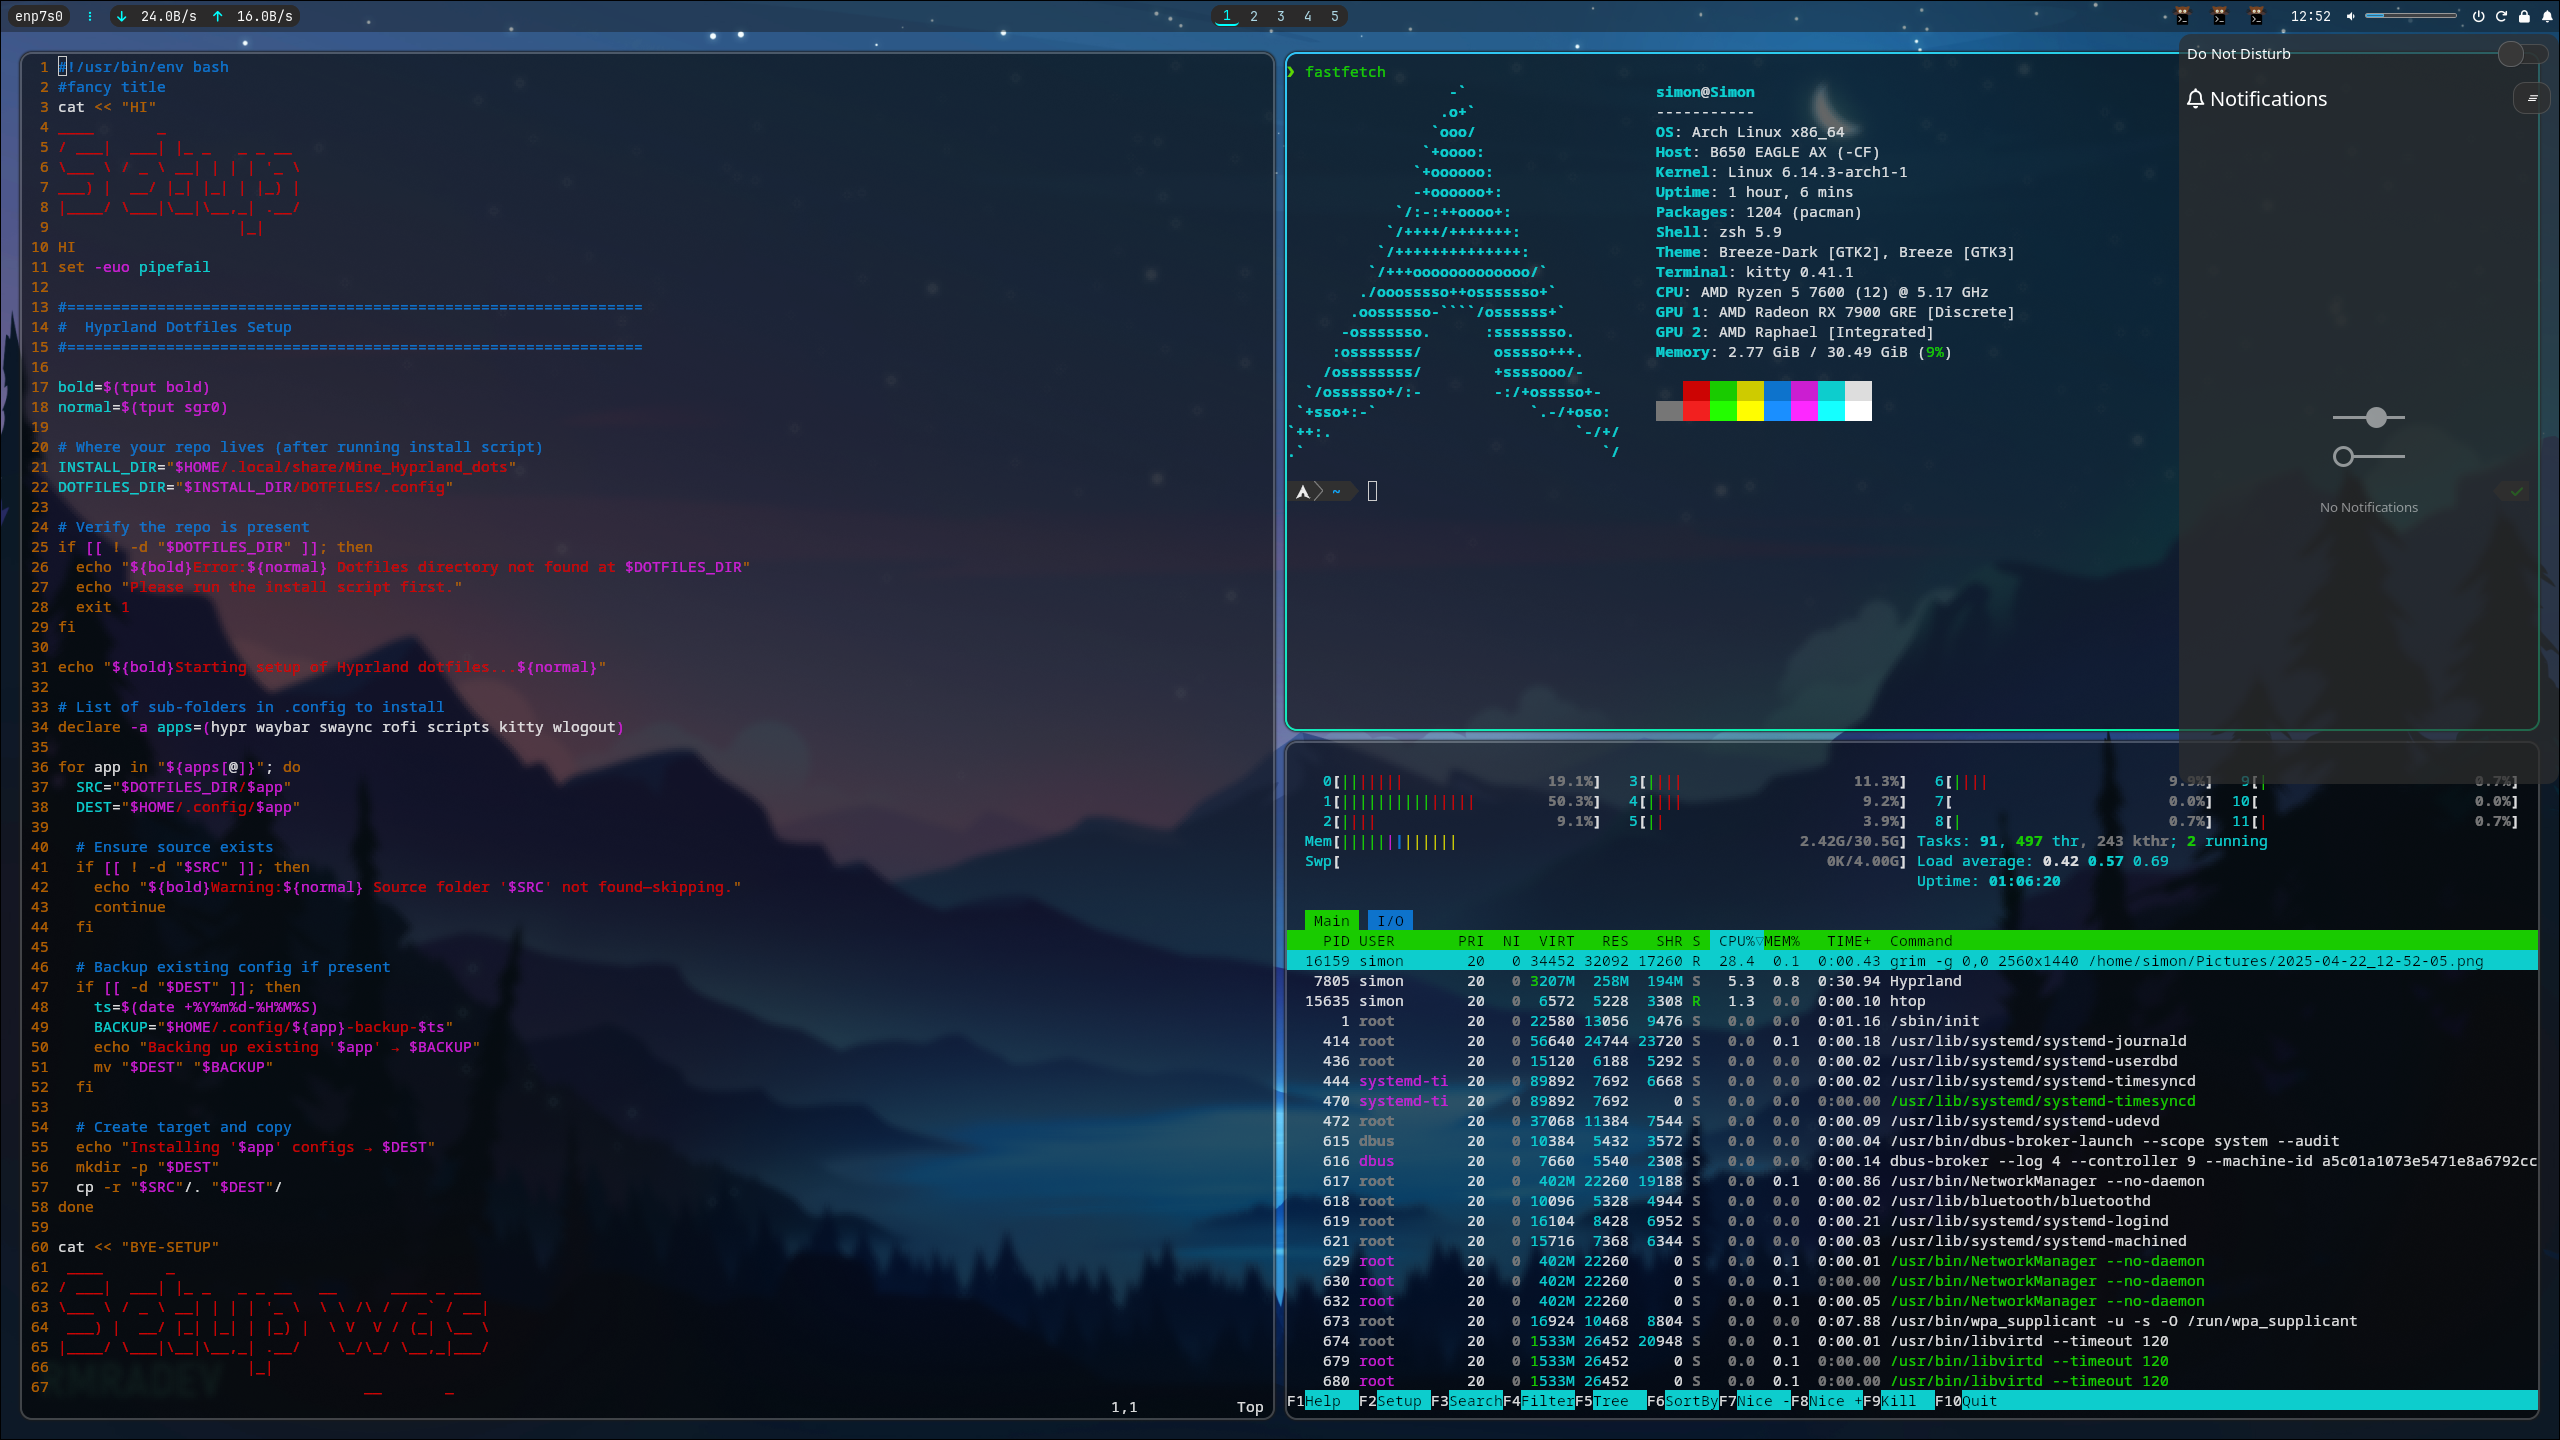 enp7s0 ⋮ ↓ 24.0B/s ↑ 16.0B/s
1 2 3 4 5
12:52
1 #!/usr/bin/env bash
2 #fancy title
3 cat << "HI"
4 ____       _
5 / ___|  ___| |_ _   _ _ __
6 \___ \ / _ \ __| | | | '_ \
7 ___) |  __/ |_| |_| | |_) |
8 |____/ \___|\__|\__,_| .__/
9                     |_|
10 HI
11 set -euo pipefail
12
13 #================================================================
14 #  Hyprland Dotfiles Setup
15 #================================================================
16
17 bold=$(tput bold)
18 normal=$(tput sgr0)
19
20 # Where your repo lives (after running install script)
21 INSTALL_DIR="$HOME/.local/share/Mine_Hyprland_dots"
22 DOTFILES_DIR="$INSTALL_DIR/DOTFILES/.config"
23
24 # Verify the repo is present
25 if [[ ! -d "$DOTFILES_DIR" ]]; then
26   echo "${bold}Error:${normal} Dotfiles directory not found at $DOTFILES_DIR"
27   echo "Please run the install script first."
28   exit 1
29 fi
30
31 echo "${bold}Starting setup of Hyprland dotfiles...${normal}"
32
33 # List of sub-folders in .config to install
34 declare -a apps=(hypr waybar swaync rofi scripts kitty wlogout)
35
36 for app in "${apps[@]}"; do
37   SRC="$DOTFILES_DIR/$app"
38   DEST="$HOME/.config/$app"
39
40   # Ensure source exists
41   if [[ ! -d "$SRC" ]]; then
42     echo "${bold}Warning:${normal} Source folder '$SRC' not found—skipping."
43     continue
44   fi
45
46   # Backup existing config if present
47   if [[ -d "$DEST" ]]; then
48     ts=$(date +%Y%m%d-%H%M%S)
49     BACKUP="$HOME/.config/${app}-backup-$ts"
50     echo "Backing up existing '$app' → $BACKUP"
51     mv "$DEST" "$BACKUP"
52   fi
53
54   # Create target and copy
55   echo "Installing '$app' configs → $DEST"
56   mkdir -p "$DEST"
57   cp -r "$SRC"/. "$DEST"/
58 done
59
60 cat << "BYE-SETUP"
61  ____       _
62 / ___|  ___| |_ _   _ _ __   __      ____ _ ___
63 \___ \ / _ \ __| | | | '_ \  \ \ /\ / / _` / __|
64  ___) |  __/ |_| |_| | |_) |  \ V  V / (_| \__ \
65 |____/ \___|\__|\__,_| .__/    \_/\_/ \__,_|___/
66                      |_|
67                                   __       _
RMRADEV
1,1 Top
❯ fastfetch
simon@Simon
-----------
OS: Arch Linux x86_64
Host: B650 EAGLE AX (-CF)
Kernel: Linux 6.14.3-arch1-1
Uptime: 1 hour, 6 mins
Packages: 1204 (pacman)
Shell: zsh 5.9
Theme: Breeze-Dark [GTK2], Breeze [GTK3]
Terminal: kitty 0.41.1
CPU: AMD Ryzen 5 7600 (12) @ 5.17 GHz
GPU 1: AMD Radeon RX 7900 GRE [Discrete]
GPU 2: AMD Raphael [Integrated]
Memory: 2.77 GiB / 30.49 GiB (9%)
~
Do Not Disturb
Notifications
No Notifications
0[||||||| 19.1%] 3[|||| 11.3%] 6[|||| 9.9%] 9[| 0.7%]
1[||||||||||||||| 50.3%] 4[|||| 9.2%] 7[ 0.0%] 10[ 0.0%]
2[|||| 9.1%] 5[|| 3.9%] 8[| 0.7%] 11[| 0.7%]
Mem[||||||||||||| 2.42G/30.5G] Tasks: 91, 497 thr, 243 kthr; 2 running
Swp[ 0K/4.00G] Load average: 0.42 0.57 0.69
Uptime: 01:06:20
Main I/O
PID USER PRI NI VIRT RES SHR S CPU%▽MEM% TIME+ Command
16159 simon 20 0 34452 32092 17260 R 28.4 0.1 0:00.43 grim -g 0,0 2560x1440 /home/simon/Pictures/2025-04-22_12-52-05.png
7805 simon 20 0 3207M 258M 194M S 5.3 0.8 0:30.94 Hyprland
15635 simon 20 0 6572 5228 3308 R 1.3 0.0 0:00.10 htop
1 root 20 0 22580 13056 9476 S 0.0 0.0 0:01.16 /sbin/init
414 root 20 0 56640 24744 23720 S 0.0 0.1 0:00.18 /usr/lib/systemd/systemd-journald
436 root 20 0 15120 6188 5292 S 0.0 0.0 0:00.02 /usr/lib/systemd/systemd-userdbd
444 systemd-ti 20 0 89892 7692 6668 S 0.0 0.0 0:00.02 /usr/lib/systemd/systemd-timesyncd
470 systemd-ti 20 0 89892 7692 0 S 0.0 0.0 0:00.00 /usr/lib/systemd/systemd-timesyncd
472 root 20 0 37068 11384 7544 S 0.0 0.0 0:00.09 /usr/lib/systemd/systemd-udevd
615 dbus 20 0 10384 5432 3572 S 0.0 0.0 0:00.04 /usr/bin/dbus-broker-launch --scope system --audit
616 dbus 20 0 7660 5540 2308 S 0.0 0.0 0:00.14 dbus-broker --log 4 --controller 9 --machine-id a5c01a1073e5471e8a6792cc
617 root 20 0 402M 22260 19188 S 0.0 0.1 0:00.86 /usr/bin/NetworkManager --no-daemon
618 root 20 0 10096 5328 4944 S 0.0 0.0 0:00.02 /usr/lib/bluetooth/bluetoothd
619 root 20 0 16104 8428 6952 S 0.0 0.0 0:00.21 /usr/lib/systemd/systemd-logind
621 root 20 0 15716 7368 6344 S 0.0 0.0 0:00.03 /usr/lib/systemd/systemd-machined
629 root 20 0 402M 22260 0 S 0.0 0.1 0:00.01 /usr/bin/NetworkManager --no-daemon
630 root 20 0 402M 22260 0 S 0.0 0.1 0:00.00 /usr/bin/NetworkManager --no-daemon
632 root 20 0 402M 22260 0 S 0.0 0.1 0:00.05 /usr/bin/NetworkManager --no-daemon
673 root 20 0 16924 10468 8804 S 0.0 0.0 0:07.88 /usr/bin/wpa_supplicant -u -s -O /run/wpa_supplicant
674 root 20 0 1533M 26452 20948 S 0.0 0.1 0:00.01 /usr/bin/libvirtd --timeout 120
679 root 20 0 1533M 26452 0 S 0.0 0.1 0:00.00 /usr/bin/libvirtd --timeout 120
680 root 20 0 1533M 26452 0 S 0.0 0.1 0:00.00 /usr/bin/libvirtd --timeout 120
F1Help F2Setup F3SearchF4FilterF5Tree F6SortByF7Nice -F8Nice +F9Kill F10Quit